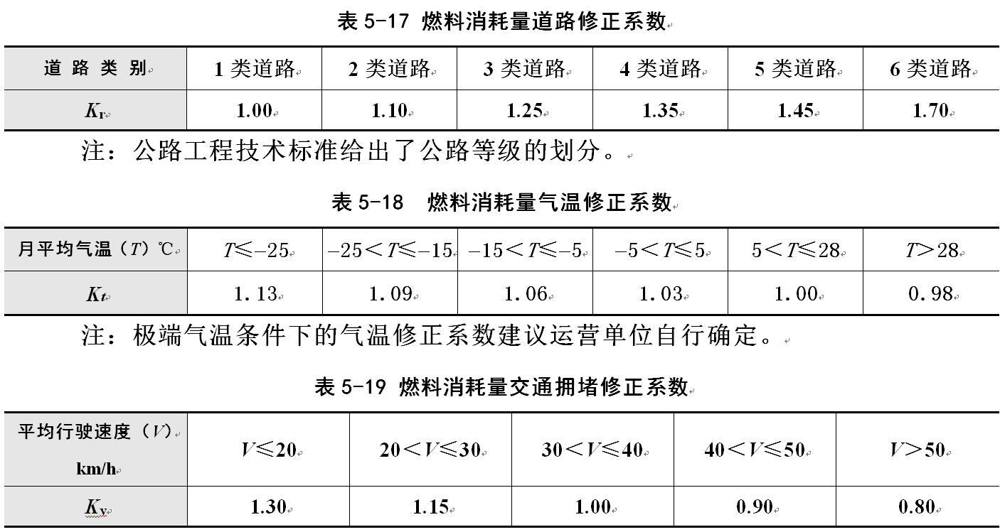 表 5-17 燃料消耗量道路修正系数
道 路 类 别 1 类道路 2 类道路 3 类道路 4 类道路 5 类道路 6 类道路
Kr 1.00 1.10 1.25 1.35 1.45 1.70
注：公路工程技术标准给出了公路等级的划分。
表 5-18 燃料消耗量气温修正系数
月平均气温（T）℃ T≤–25 –25＜T≤–15 –15＜T≤–5 –5＜T≤5 5＜T≤28 T＞28
Kt 1.13 1.09 1.06 1.03 1.00 0.98
注：极端气温条件下的气温修正系数建议运营单位自行确定。
表 5-19 燃料消耗量交通拥堵修正系数
平均行驶速度（V）
km/h V≤20 20＜V≤30 30＜V≤40 40＜V≤50 V＞50
Ky 1.30 1.15 1.00 0.90 0.80